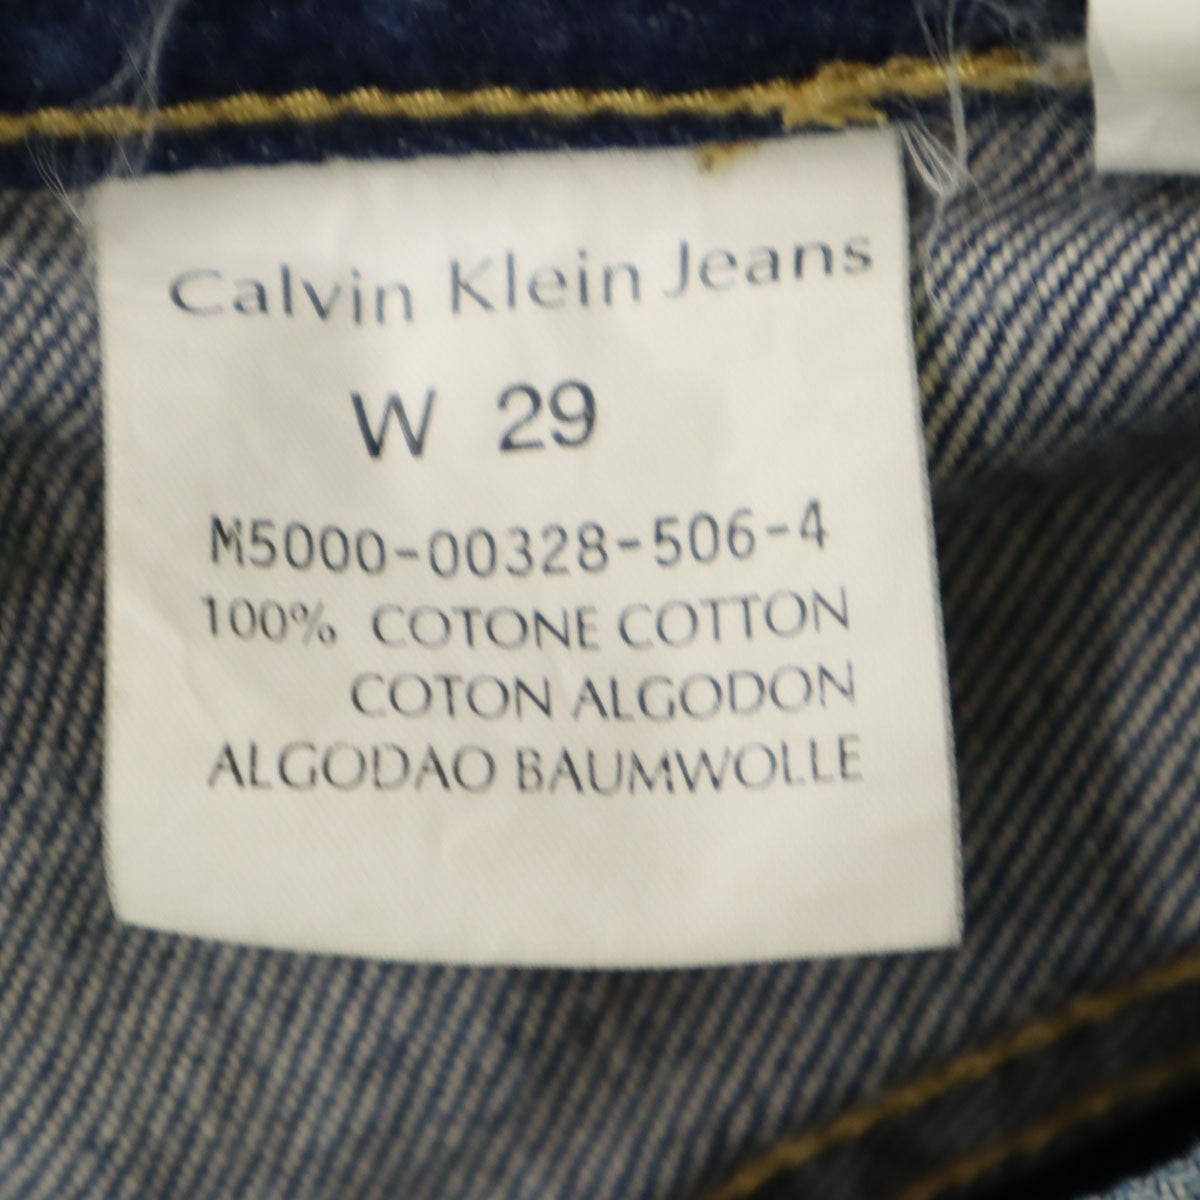 Calvin Klein Jeans
W 29
M5000-00328-506-4
100% COTONE COTTON
COTON ALGODON
ALGODAO BAUMWOLLE